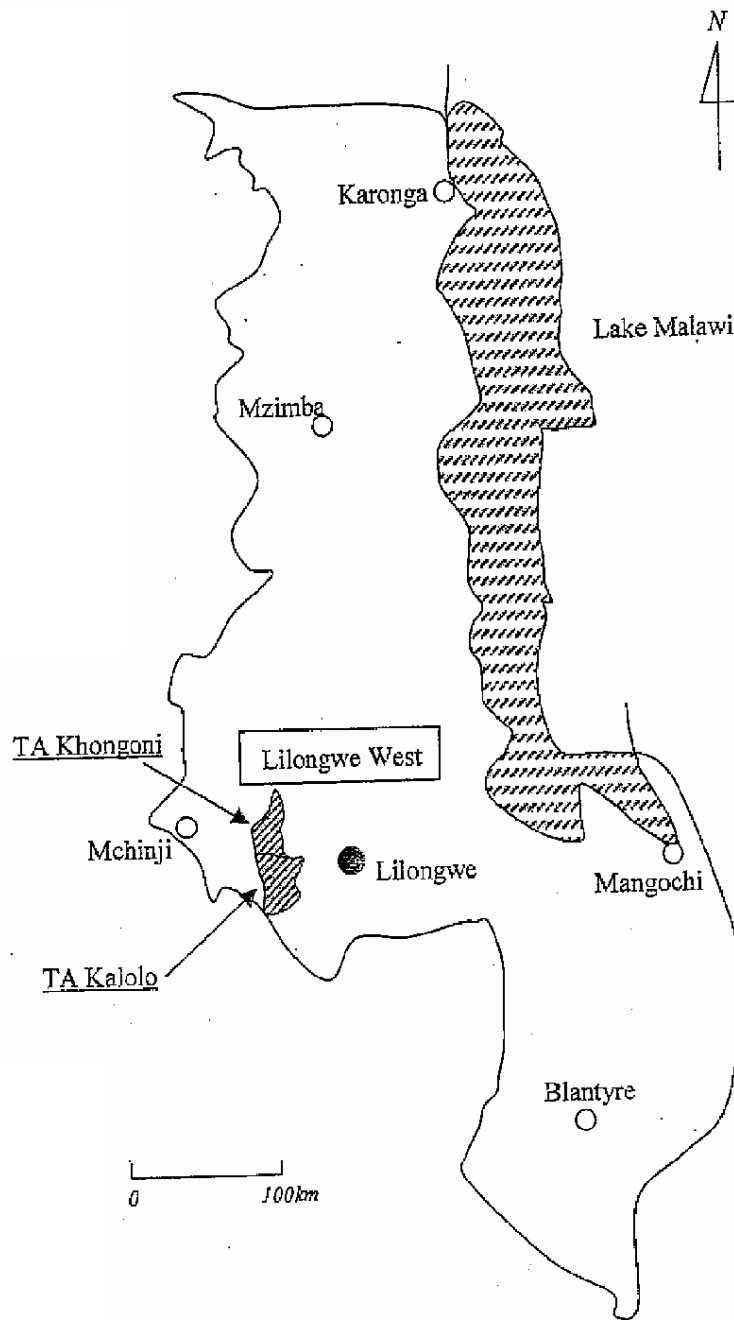 N
Karonga
Lake Malawi
Mzimba
TA Khongoni
Lilongwe West
Mchinji
Lilongwe
Mangochi
TA Kalolo
Blantyre
0 100km